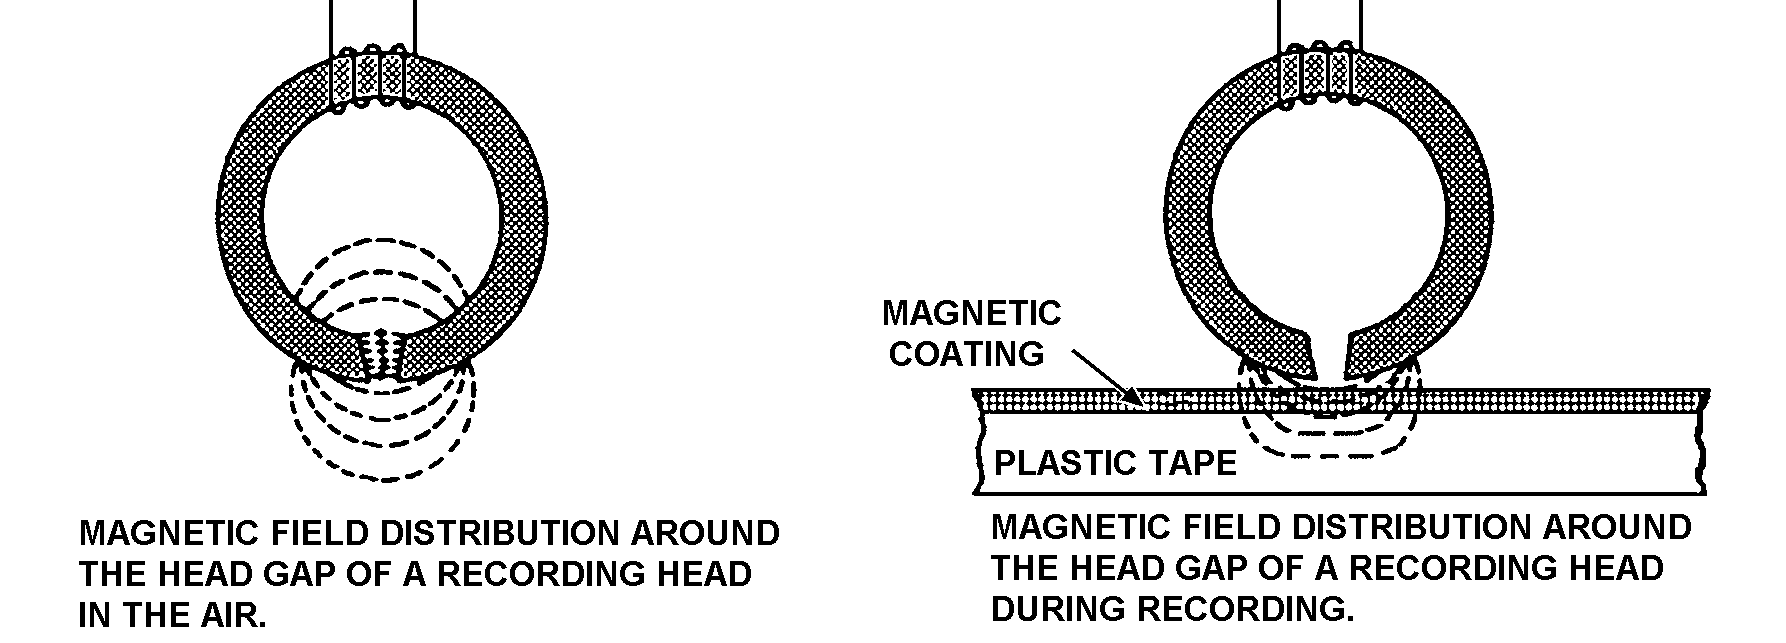 MAGNETIC
COATING
PLASTIC TAPE
MAGNETIC FIELD DISTRIBUTION AROUND
THE HEAD GAP OF A RECORDING HEAD
IN THE AIR.
MAGNETIC FIELD DISTRIBUTION AROUND
THE HEAD GAP OF A RECORDING HEAD
DURING RECORDING.